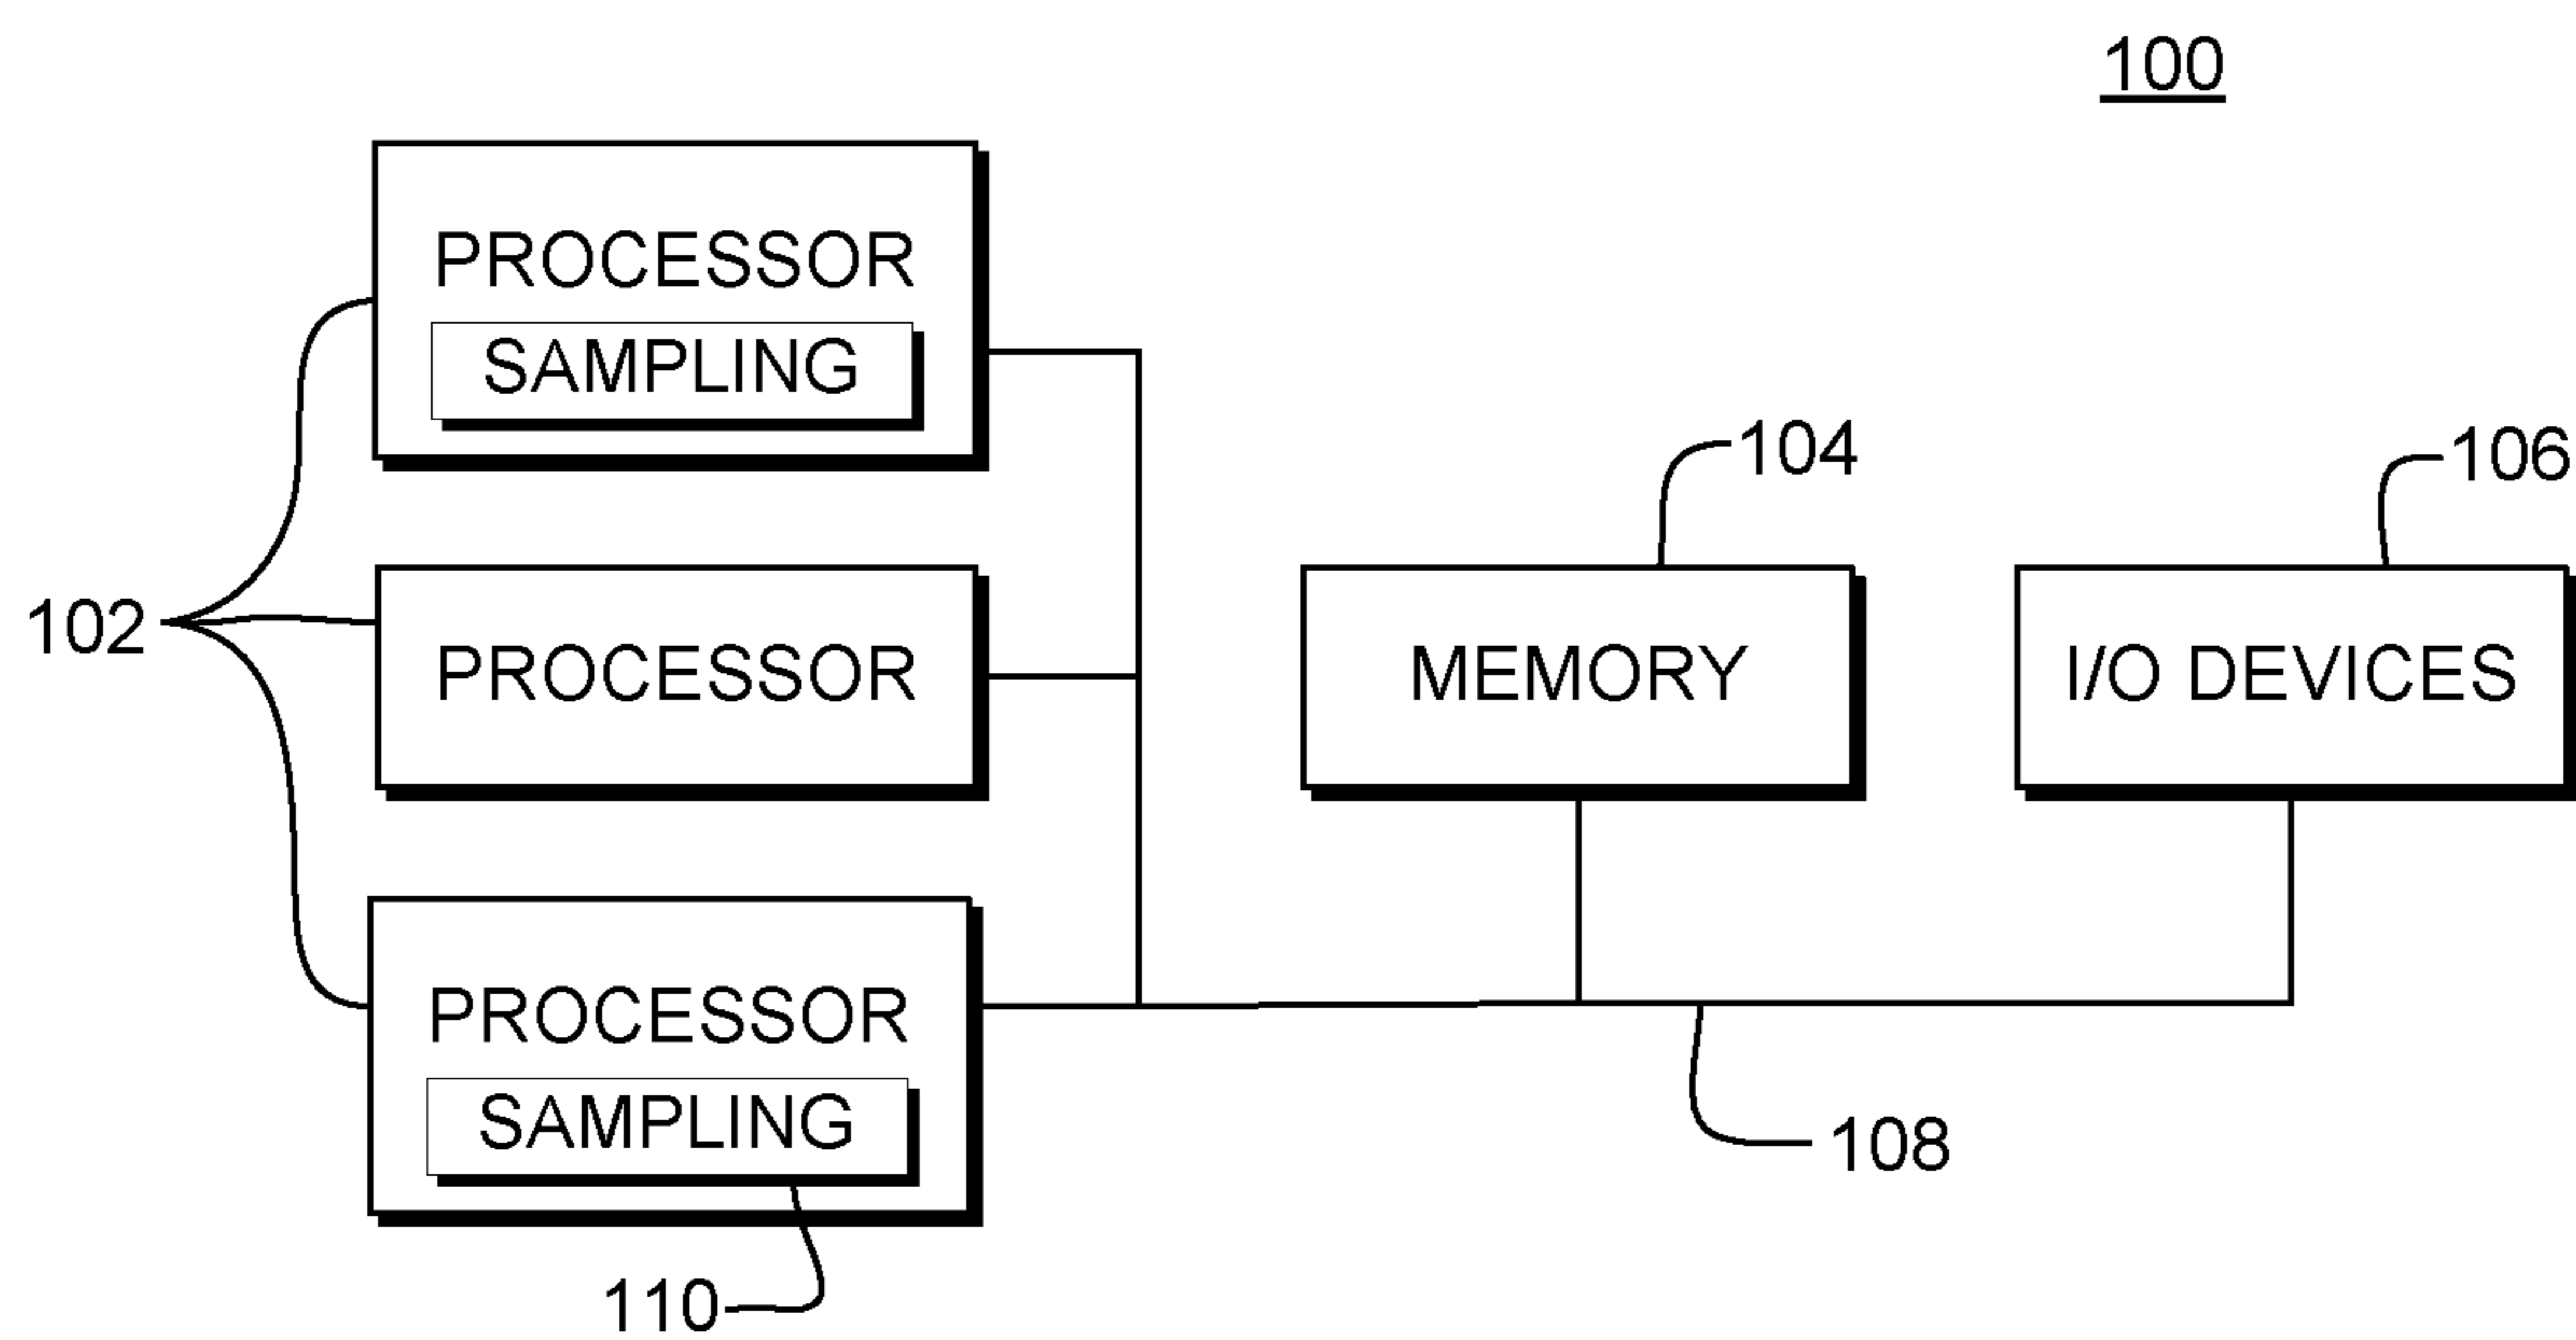 100
PROCESSOR
SAMPLING
104
106
102
PROCESSOR
MEMORY
I/O DEVICES
PROCESSOR
SAMPLING
108
110